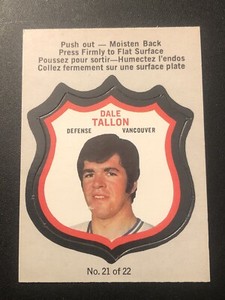 Push out — Moisten Back
Press Firmly to Flat Surface
Poussez pour sortir—Humectez l'endos
Collez fermement sur une surface plate
DALE
TALLON
DEFENSE VANCOUVER
No. 21 of 22